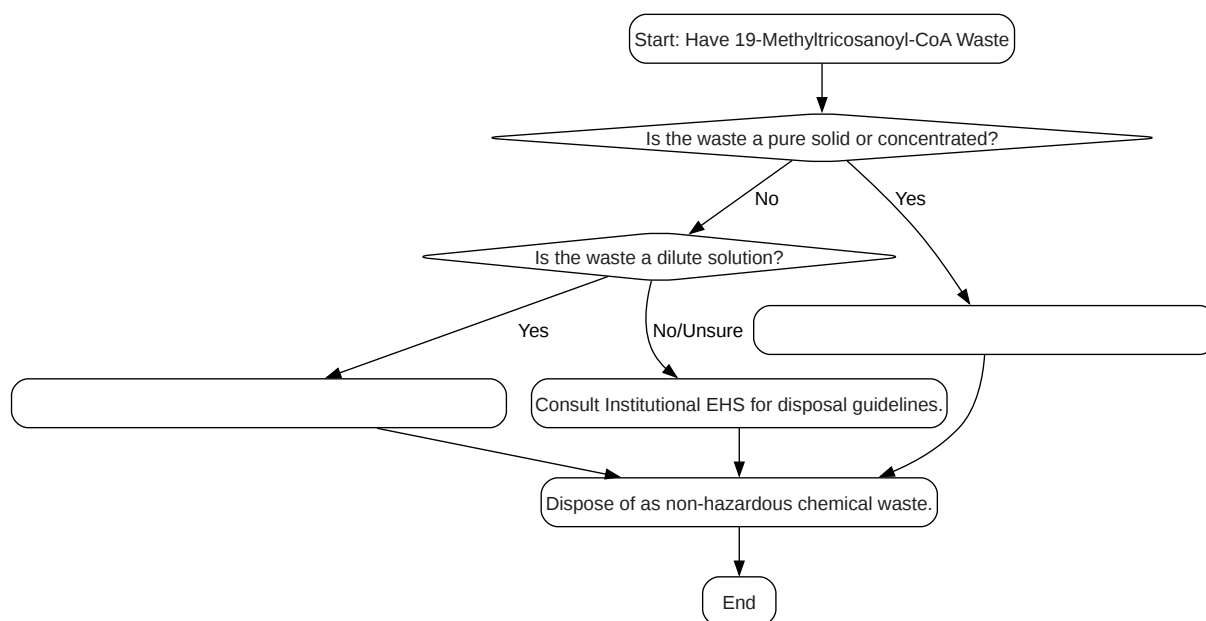 Start: Have 19-Methyltricosanoyl-CoA Waste
Is the waste a pure solid or concentrated?
No
Yes
Is the waste a dilute solution?
Yes
No/Unsure
Consult Institutional EHS for disposal guidelines.
Dispose of as non-hazardous chemical waste.
End